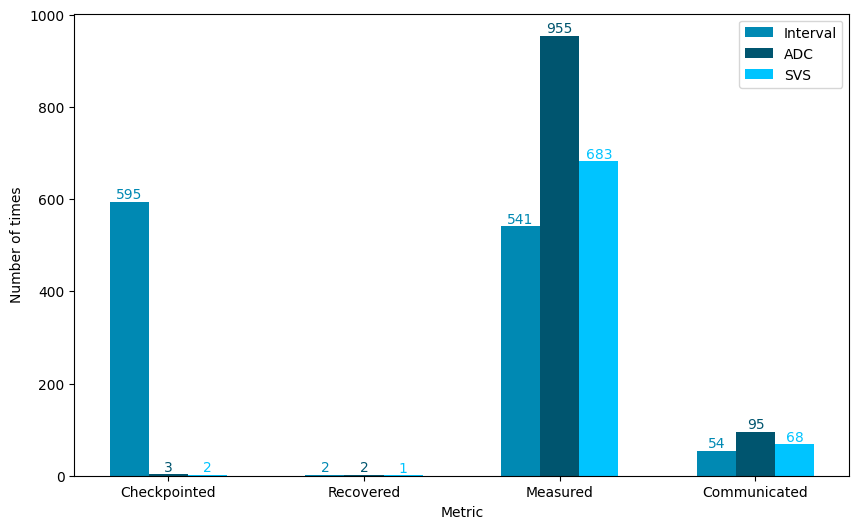 1000
800
600
400
200
0
Number of times
Interval
ADC
SVS
595
3
2
2
2
1
541
955
683
54
95
68
Checkpointed
Recovered
Measured
Communicated
Metric